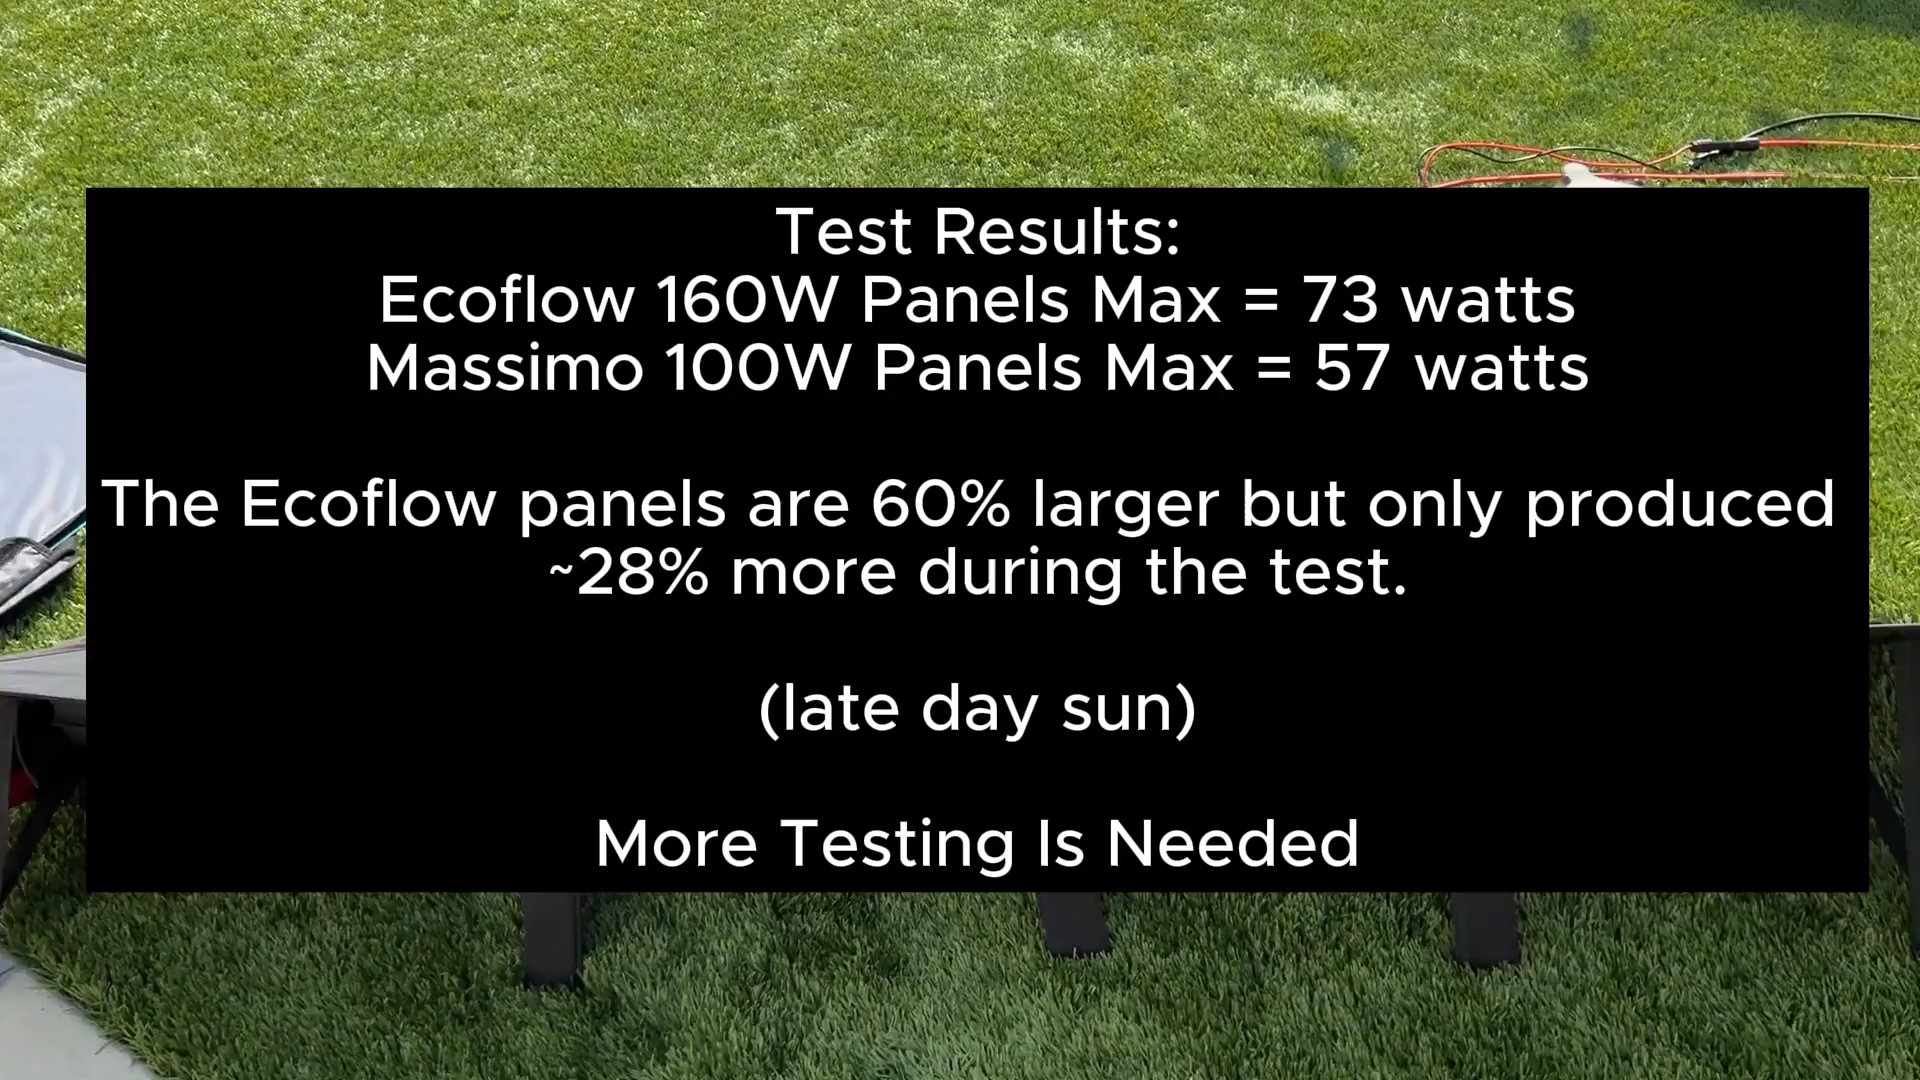 Test Results:
Ecoflow 160W Panels Max = 73 watts
Massimo 100W Panels Max = 57 watts
The Ecoflow panels are 60% larger but only produced
~28% more during the test.
(late day sun)
More Testing Is Needed